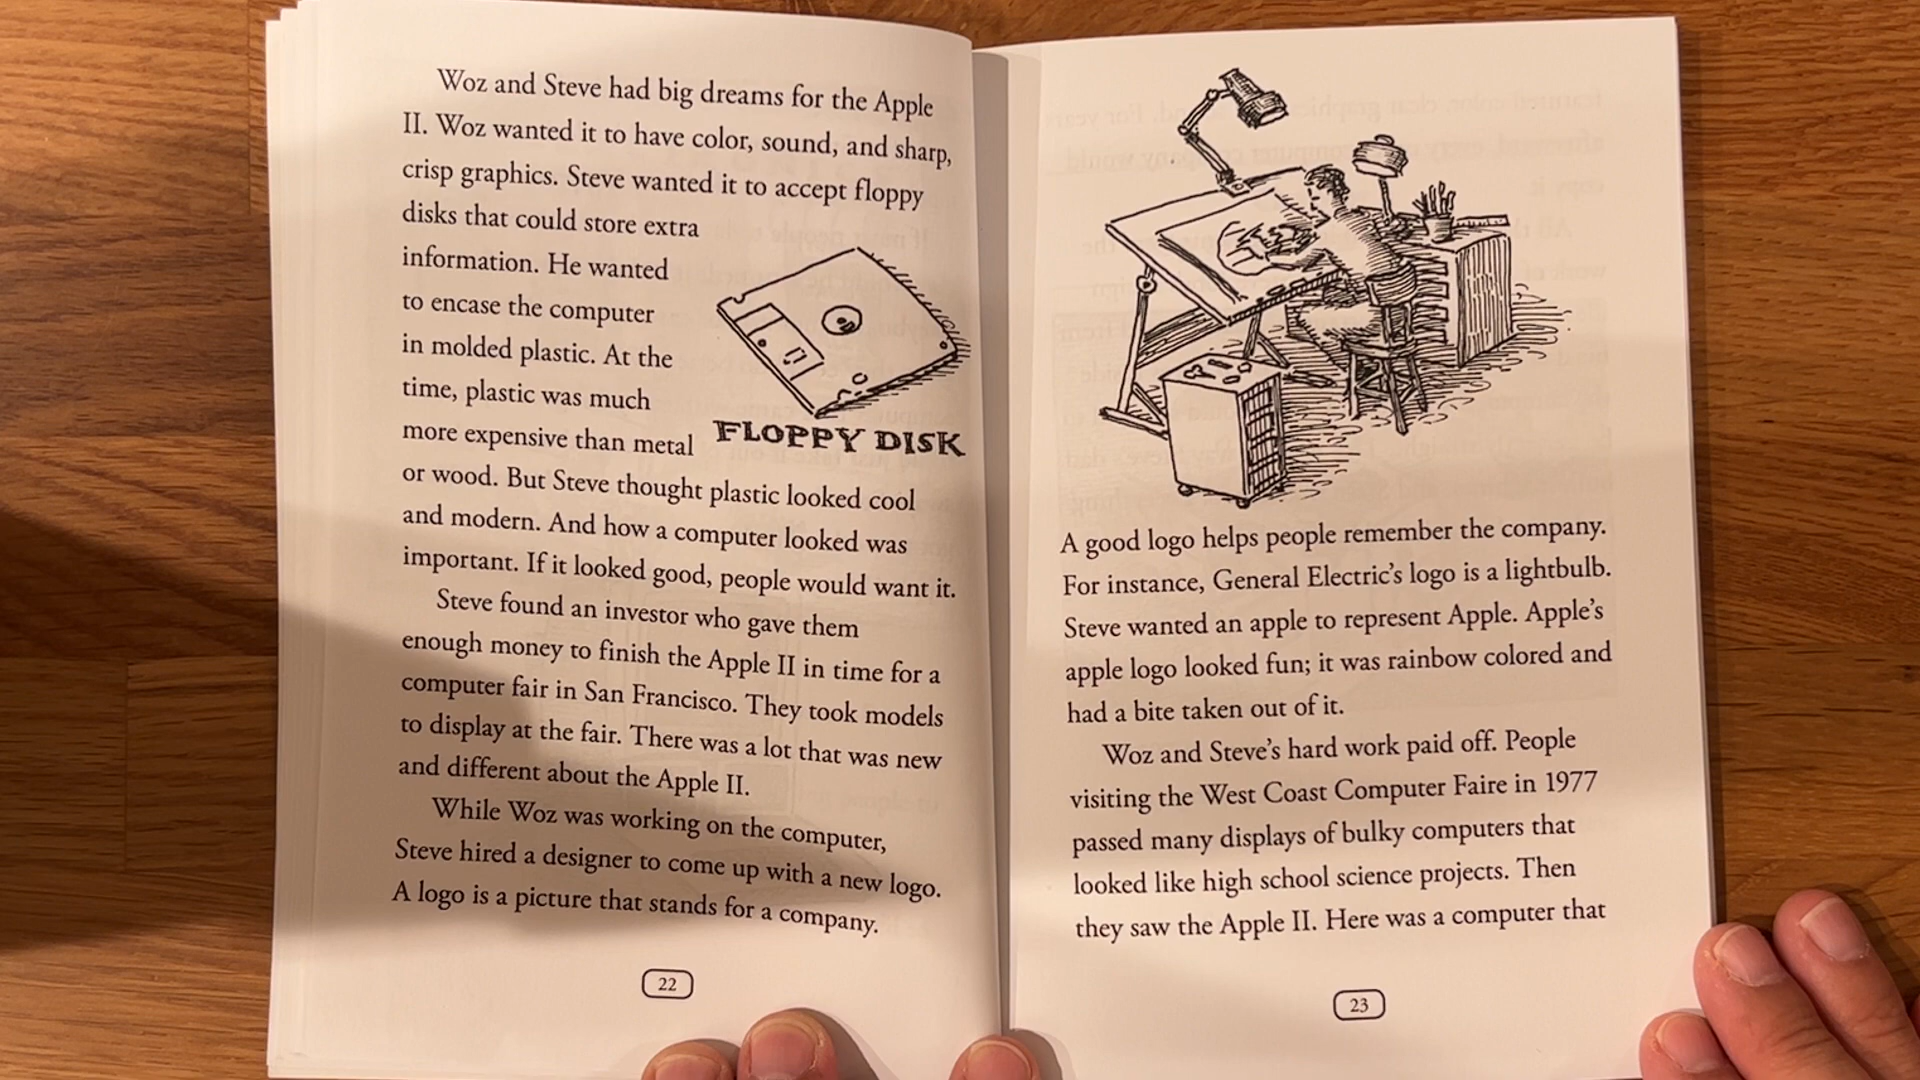 Woz and Steve had big dreams for the Apple
II. Woz wanted it to have color, sound, and sharp,
crisp graphics. Steve wanted it to accept floppy
disks that could store extra
information. He wanted
to encase the computer
in molded plastic. At the
time, plastic was much
more expensive than metal
FLOPPY DISK
or wood. But Steve thought plastic looked cool
and modern. And how a computer looked was
important. If it looked good, people would want it.
Steve found an investor who gave them
enough money to finish the Apple II in time for a
computer fair in San Francisco. They took models
to display at the fair. There was a lot that was new
and different about the Apple II.
While Woz was working on the computer,
Steve hired a designer to come up with a new logo.
A logo is a picture that stands for a company.
22
A good logo helps people remember the company.
For instance, General Electric's logo is a lightbulb.
Steve wanted an apple to represent Apple. Apple's
apple logo looked fun; it was rainbow colored and
had a bite taken out of it.
Woz and Steve's hard work paid off. People
visiting the West Coast Computer Faire in 1977
passed many displays of bulky computers that
looked like high school science projects. Then
they saw the Apple II. Here was a computer that
23